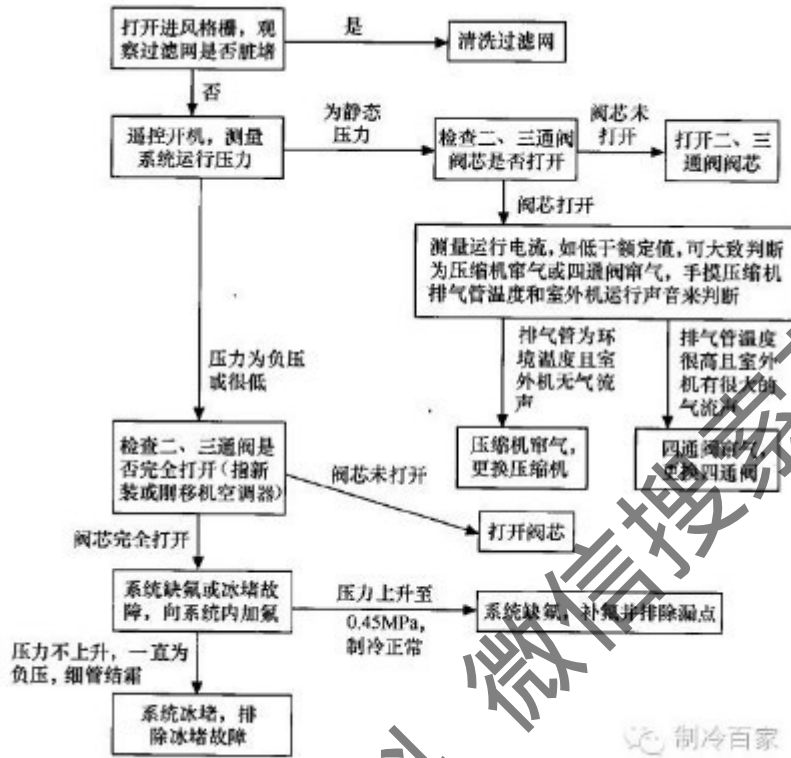 打开进风格栅，观
察过滤网是否脏堵
是
清洗过滤网
否
遥控开机，测量
系统运行压力
为静态
压力
检查二、三通阀
阀芯是否打开
阀芯未
打开
打开二、三
通阀阀芯
阀芯打开
测量运行电流，如低于额定值，可大致判断
为压缩机窜气或四通阀窜气，手摸压缩机
排气管温度和室外机运行声音来判断
排气管为环
境温度且室
外机无气流
声
排气管温度
很高且室外
机有很大的
气流声
压缩机窜气，
更换压缩机
四通阀窜气，
更换四通阀
压力为负压
或很低
检查二、三通阀是
否完全打开（指新
装或刚移机空调器）
阀芯未打开
打开阀芯
阀芯完全打开
系统缺氟或冰堵故
障，向系统内加氟
压力上升至
0.45MPa，
制冷正常
系统缺氟，补氟并排除漏点
压力不上升，一直为
负压，细管结霜
系统冰堵，排
除冰堵故障
微信搜索
制冷百家